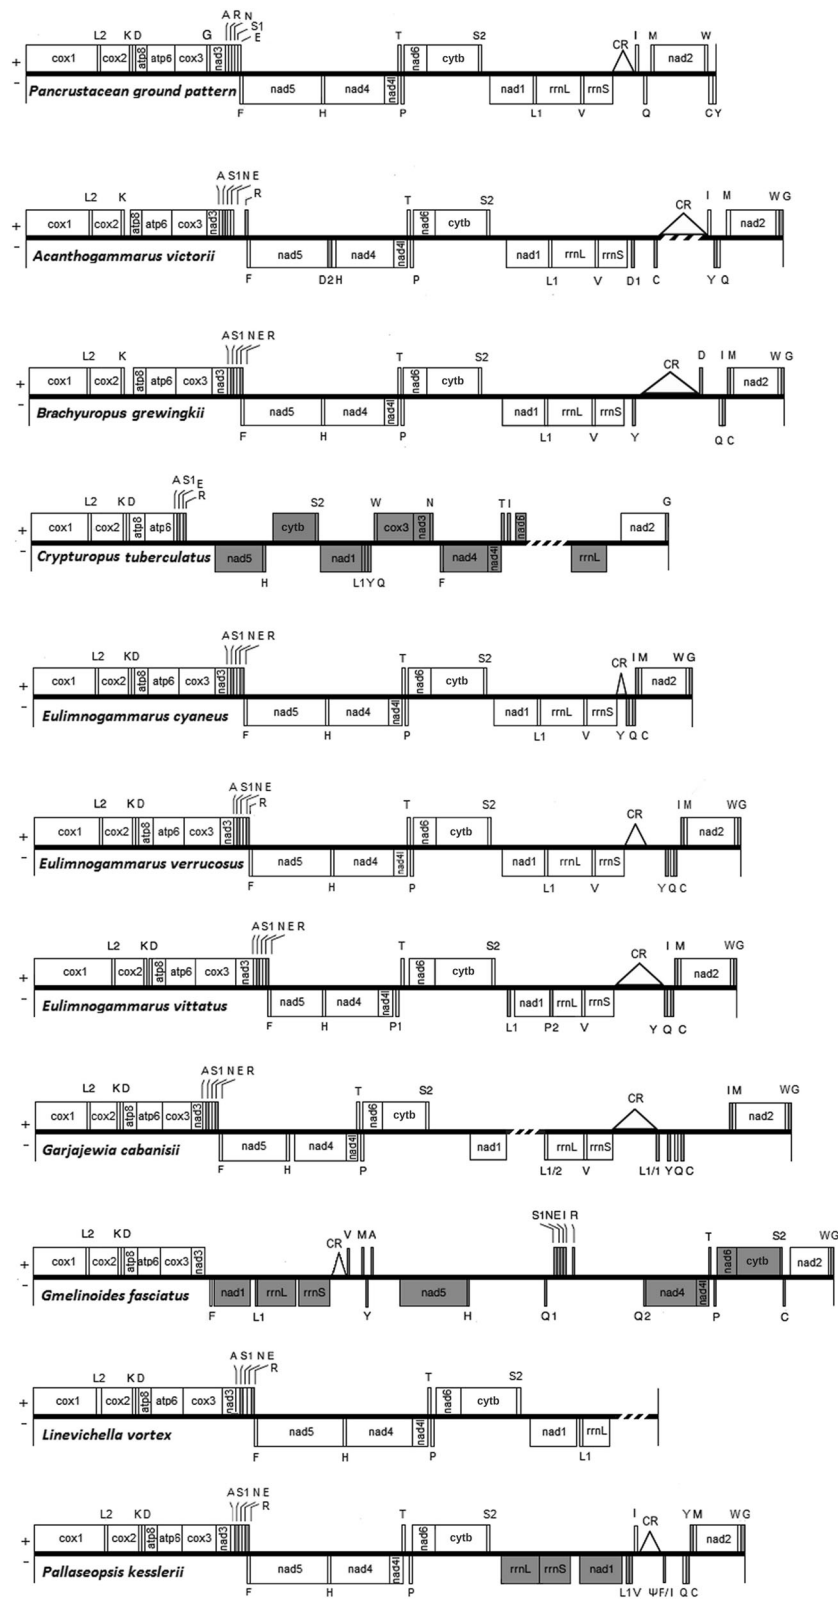 A R N
S1
L2 K D G E T S2 CR I M W
+ cox1 cox2 atp8 atp6 cox3 nad3 nad6 cytb nad2
- Pancrustacean ground pattern nad5 nad4 nad4l nad1 rrnL rrnS
F H P L1 V Q C Y
A S1 N E
L2 K R T S2 CR I M W G
+ cox1 cox2 atp8 atp6 cox3 nad3 nad6 cytb nad2
- Acanthogammarus victorii nad5 nad4 nad4l nad1 rrnL rrnS
F D2 H P L1 V D1 C Y Q
A S1 N E R
L2 K T S2 CR D I M W G
+ cox1 cox2 atp8 atp6 cox3 nad3 nad6 cytb nad2
- Brachyuropus grewingkii nad5 nad4 nad4l nad1 rrnL rrnS
F H P L1 V Y Q C
A S1 E
L2 K D R S2 W N T I G
+ cox1 cox2 atp8 atp6 cytb cox3 nad3 nad6 nad2
- Crypturopus tuberculatus nad5 nad1 nad4 nad4l rrnL
H L1 Y Q F
A S1 N E R
L2 K D T S2 CR I M W G
+ cox1 cox2 atp8 atp6 cox3 nad3 nad6 cytb nad2
- Eulimnogammarus cyaneus nad5 nad4 nad4l nad1 rrnL rrnS
F H P L1 V Y Q C
A S1 N E
L2 K D R T S2 CR I M W G
+ cox1 cox2 atp8 atp6 cox3 nad3 nad6 cytb nad2
- Eulimnogammarus verrucosus nad5 nad4 nad4l nad1 rrnL rrnS
F H P L1 V Y Q C
A S1 N E R
L2 K D T S2 CR I M W G
+ cox1 cox2 atp8 atp6 cox3 nad3 nad6 cytb nad2
- Eulimnogammarus vittatus nad5 nad4 nad4l nad1 rrnL rrnS
F H P1 L1 P2 V Y Q C
A S1 N E R
L2 K D T S2 CR I M W G
+ cox1 cox2 atp8 atp6 cox3 nad3 nad6 cytb nad2
- Garjajewia cabanisii nad5 nad4 nad4l nad1 rrnL rrnS
F H P L1/2 V L1/1 Y Q C
S1 N E I R
L2 K D CR V M A T S2 W G
+ cox1 cox2 atp8 atp6 cox3 nad3 nad6 cytb nad2
- Gmelinoides fasciatus nad1 rrnL rrnS nad5 nad4 nad4l
F L1 Y H Q1 Q2 P C
A S1 N E
L2 K D R T S2
+ cox1 cox2 atp8 atp6 cox3 nad3 nad6 cytb
- Linevichella vortex nad5 nad4 nad4l nad1 rrnL
F H P L1
A S1 N E
L2 K D R T S2 I CR Y M W G
+ cox1 cox2 atp8 atp6 cox3 nad3 nad6 cytb nad2
- Pallaseopsis kesslerii nad5 nad4 nad4l rrnL rrnS nad1
F H P L1 V ΨF/I Q C